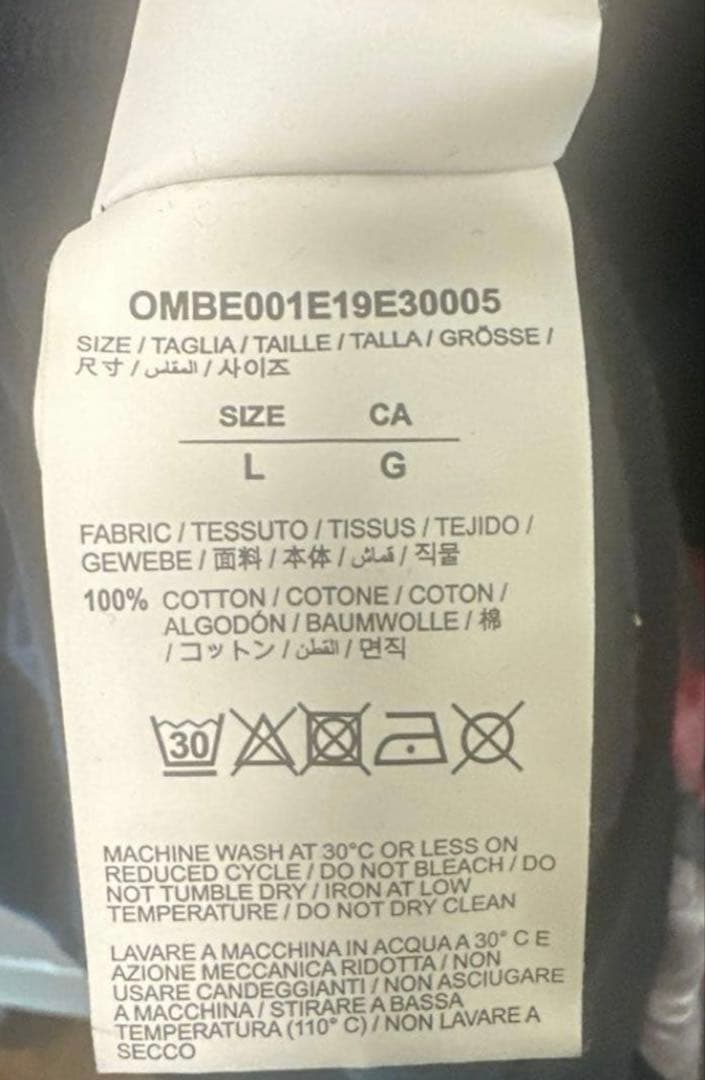 OMBE001E19E30005
SIZE / TAGLIA / TAILLE / TALLA / GRÖSSE /
尺寸 / المقاس / 사이즈
SIZE CA
L G
FABRIC / TESSUTO / TISSUS / TEJIDO /
GEWEBE / 面料 / 本体 / قماش / 직물
100% COTTON / COTONE / COTON /
ALGODÓN / BAUMWOLLE / 棉
/ コットン / القطن / 면직
30
MACHINE WASH AT 30°C OR LESS ON
REDUCED CYCLE / DO NOT BLEACH / DO
NOT TUMBLE DRY / IRON AT LOW
TEMPERATURE / DO NOT DRY CLEAN
LAVARE A MACCHINA IN ACQUA A 30° C E
AZIONE MECCANICA RIDOTTA / NON
USARE CANDEGGIANTI / NON ASCIUGARE
A MACCHINA / STIRARE A BASSA
TEMPERATURA (110° C) / NON LAVARE A
SECCO